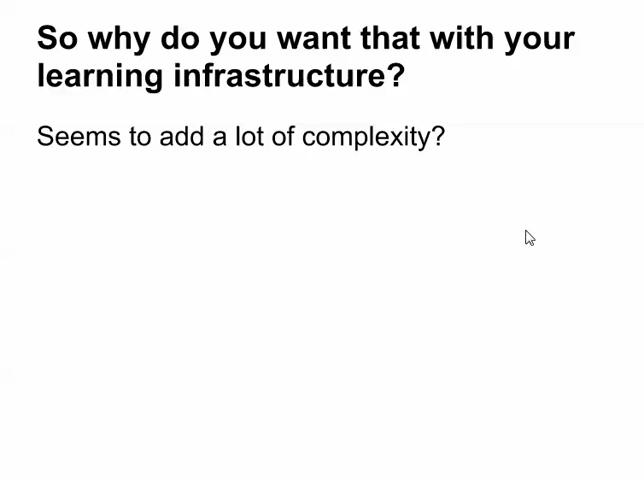 So why do you want that with your
learning infrastructure?
Seems to add a lot of complexity?